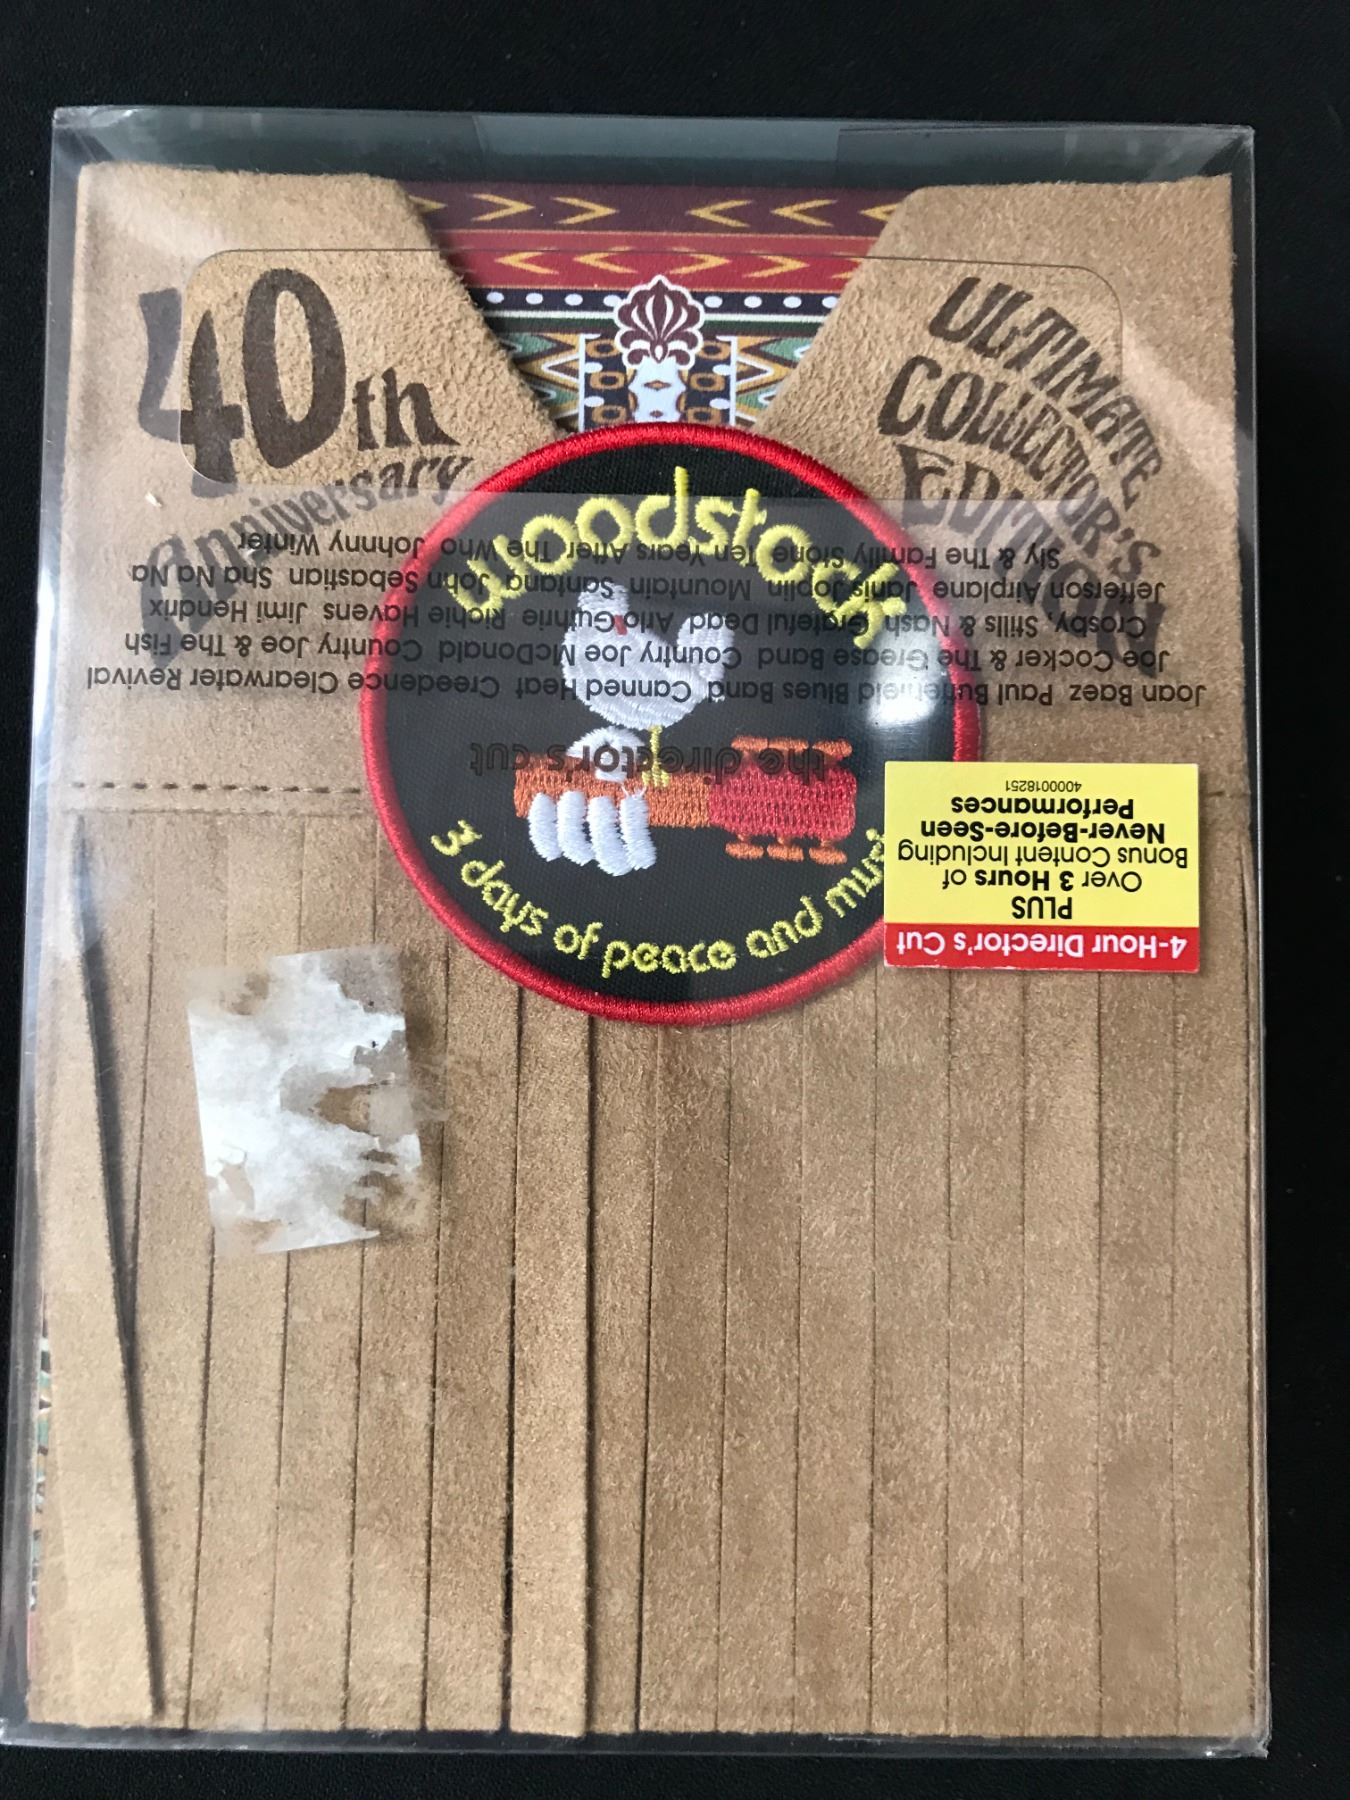 40th
Anniversary
ULTIMATE
COLLECTOR'S
EDITION
woodstock
3 days of peace and musi
the director's cut
Joan Baez Paul Butterfield Blues Band Canned Heat Creedence Clearwater Revival
Joe Cocker & The Grease Band Country Joe McDonald Country Joe & The Fish
Crosby, Stills & Nash Grateful Dead Arlo Guthrie Richie Havens Jimi Hendrix
Jefferson Airplane Janis Joplin Mountain Santana John Sebastian Sha Na Na
Sly & The Family Stone Ten Years After The Who Johnny Winter
4-Hour Director's Cut
PLUS
Over 3 Hours of
Bonus Content Including
Never-Before-Seen
Performances
4000018251